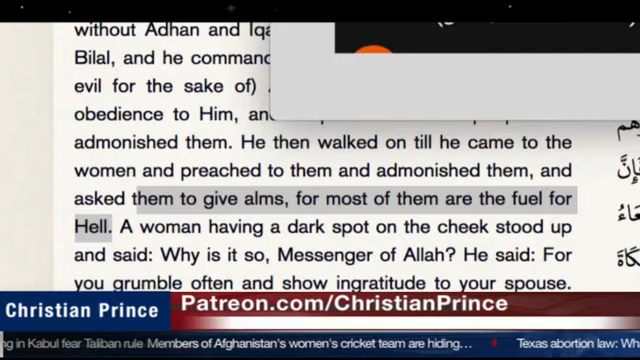 without Adhan and Iqa
Bilal, and he commanc
evil for the sake of)
obedience to Him, and
admonished them. He then walked on till he came to the
women and preached to them and admonished them, and
asked them to give alms, for most of them are the fuel for
Hell. A woman having a dark spot on the cheek stood up
and said: Why is it so, Messenger of Allah? He said: For
you grumble often and show ingratitude to your spouse.
Christian Prince
Patreon.com/ChristianPrince
ng in Kabul fear Taliban rule Members of Afghanistan's women's cricket team are hiding... Texas abortion law: Wh